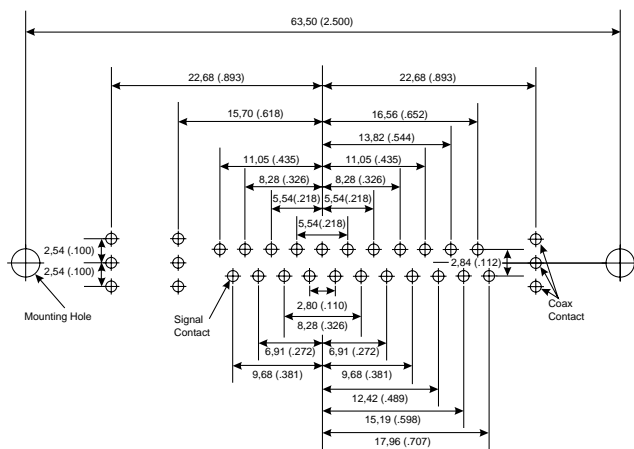 63,50 (2.500)
22,68 (.893) 22,68 (.893)
15,70 (.618) 16,56 (.652)
13,82 (.544)
11,05 (.435) 11,05 (.435)
8,28 (.326) 8,28 (.326)
5,54(.218) 5,54(.218)
5,54(.218)
2,54 (.100)
2,84 (.112)
2,54 (.100)
Mounting Hole
Signal
Contact
Coax
Contact
2,80 (.110)
8,28 (.326)
6,91 (.272) 6,91 (.272)
9,68 (.381) 9,68 (.381)
12,42 (.489)
15,19 (.598)
17,96 (.707)